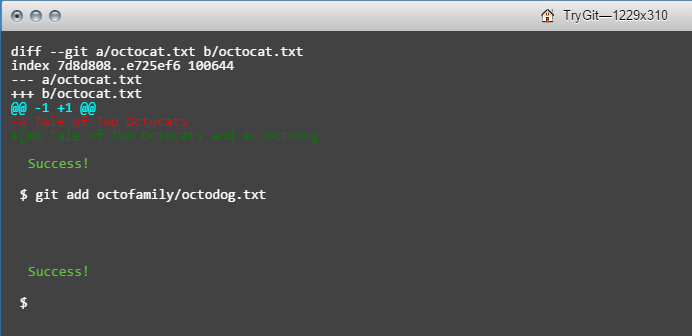 TryGit—1229x310
diff --git a/octocat.txt b/octocat.txt
index 7d8d808..e725ef6 100644
--- a/octocat.txt
+++ b/octocat.txt
@@ -1 +1 @@
-A Tale of Two Octocats
+[mA Tale of Two Octocats and an Octodog
Success!
$ git add octofamily/octodog.txt
Success!
$